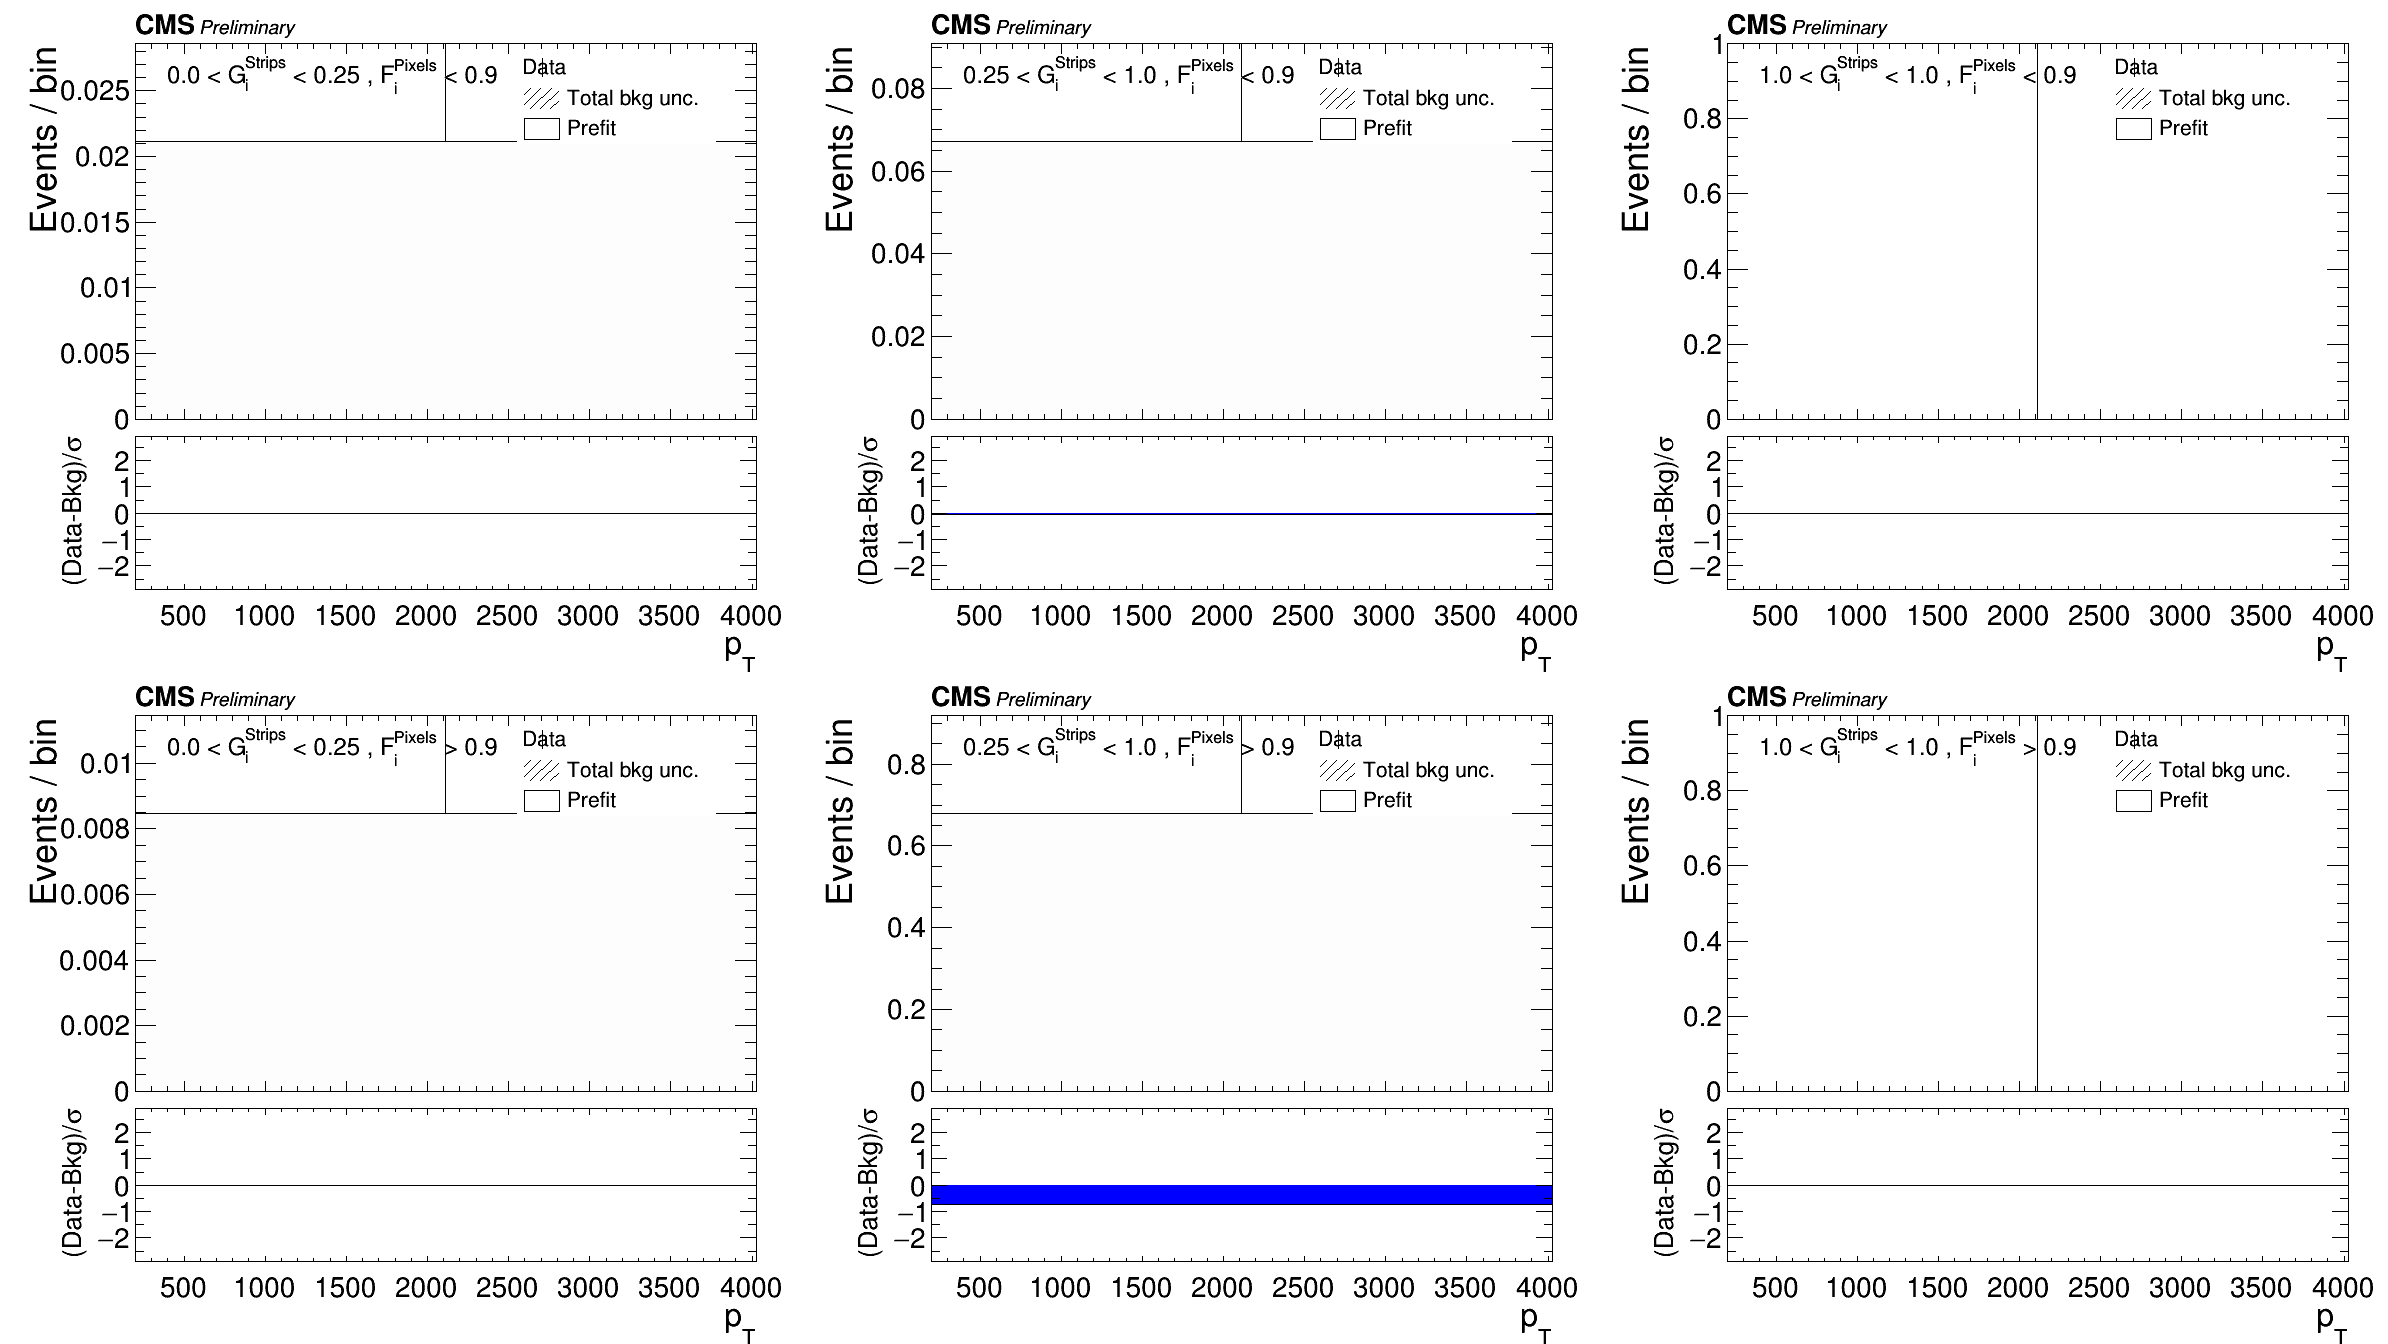 CMS Preliminary
Events / bin
0.0 < G_i^Strips < 0.25 , F_i^Pixels < 0.9
Data
Total bkg unc.
Prefit
0.025
0.02
0.015
0.01
0.005
0
(Data-Bkg)/σ
2
1
0
−1
−2
500 1000 1500 2000 2500 3000 3500 4000
p_T
CMS Preliminary
Events / bin
0.25 < G_i^Strips < 1.0 , F_i^Pixels < 0.9
Data
Total bkg unc.
Prefit
0.08
0.06
0.04
0.02
0
(Data-Bkg)/σ
2
1
0
−1
−2
500 1000 1500 2000 2500 3000 3500 4000
p_T
CMS Preliminary
Events / bin
1.0 < G_i^Strips < 1.0 , F_i^Pixels < 0.9
Data
Total bkg unc.
Prefit
1
0.8
0.6
0.4
0.2
0
(Data-Bkg)/σ
2
1
0
−1
−2
500 1000 1500 2000 2500 3000 3500 4000
p_T
CMS Preliminary
Events / bin
0.0 < G_i^Strips < 0.25 , F_i^Pixels > 0.9
Data
Total bkg unc.
Prefit
0.01
0.008
0.006
0.004
0.002
0
(Data-Bkg)/σ
2
1
0
−1
−2
500 1000 1500 2000 2500 3000 3500 4000
p_T
CMS Preliminary
Events / bin
0.25 < G_i^Strips < 1.0 , F_i^Pixels > 0.9
Data
Total bkg unc.
Prefit
0.8
0.6
0.4
0.2
0
(Data-Bkg)/σ
2
1
0
−1
−2
500 1000 1500 2000 2500 3000 3500 4000
p_T
CMS Preliminary
Events / bin
1.0 < G_i^Strips < 1.0 , F_i^Pixels > 0.9
Data
Total bkg unc.
Prefit
1
0.8
0.6
0.4
0.2
0
(Data-Bkg)/σ
2
1
0
−1
−2
500 1000 1500 2000 2500 3000 3500 4000
p_T